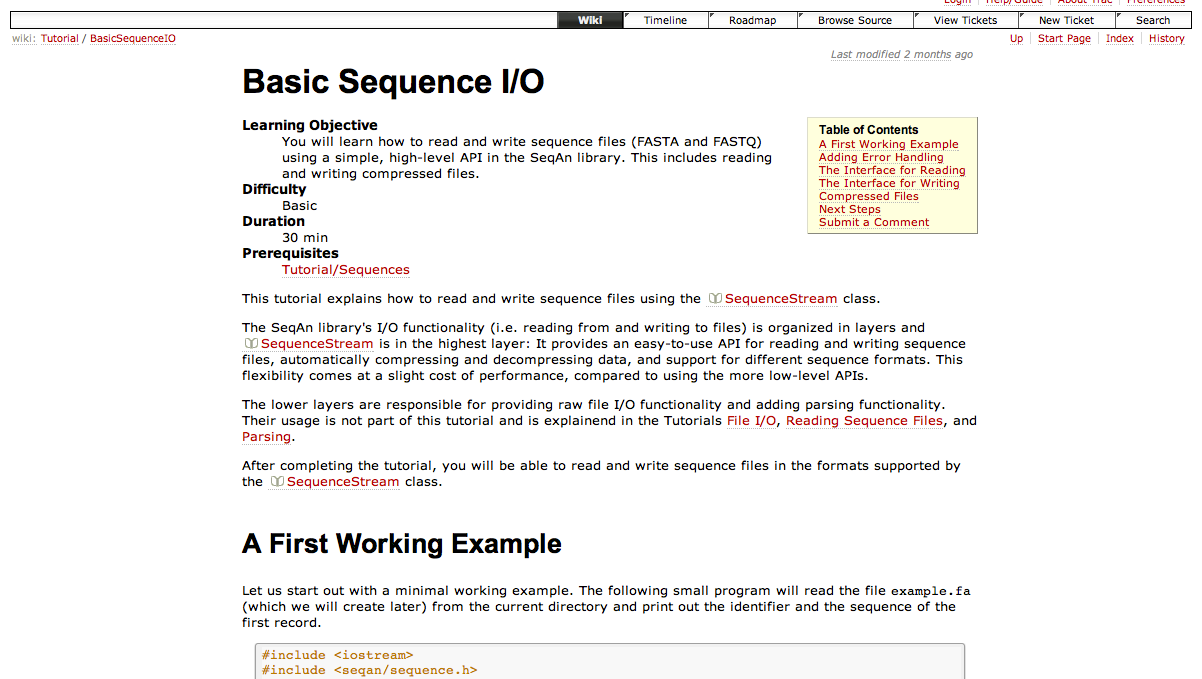 Login Help/Guide About Trac Preferences
Wiki Timeline Roadmap Browse Source View Tickets New Ticket Search
wiki: Tutorial / BasicSequenceIO
Up Start Page Index History
Last modified 2 months ago
Basic Sequence I/O
Learning Objective
You will learn how to read and write sequence files (FASTA and FASTQ)
using a simple, high-level API in the SeqAn library. This includes reading
and writing compressed files.
Difficulty
Basic
Duration
30 min
Prerequisites
Tutorial/Sequences
Table of Contents
A First Working Example
Adding Error Handling
The Interface for Reading
The Interface for Writing
Compressed Files
Next Steps
Submit a Comment
This tutorial explains how to read and write sequence files using the SequenceStream class.
The SeqAn library's I/O functionality (i.e. reading from and writing to files) is organized in layers and
SequenceStream is in the highest layer: It provides an easy-to-use API for reading and writing sequence
files, automatically compressing and decompressing data, and support for different sequence formats. This
flexibility comes at a slight cost of performance, compared to using the more low-level APIs.
The lower layers are responsible for providing raw file I/O functionality and adding parsing functionality.
Their usage is not part of this tutorial and is explainend in the Tutorials File I/O, Reading Sequence Files, and
Parsing.
After completing the tutorial, you will be able to read and write sequence files in the formats supported by
the SequenceStream class.
A First Working Example
Let us start out with a minimal working example. The following small program will read the file example.fa
(which we will create later) from the current directory and print out the identifier and the sequence of the
first record.
#include <iostream>
#include <seqan/sequence.h>